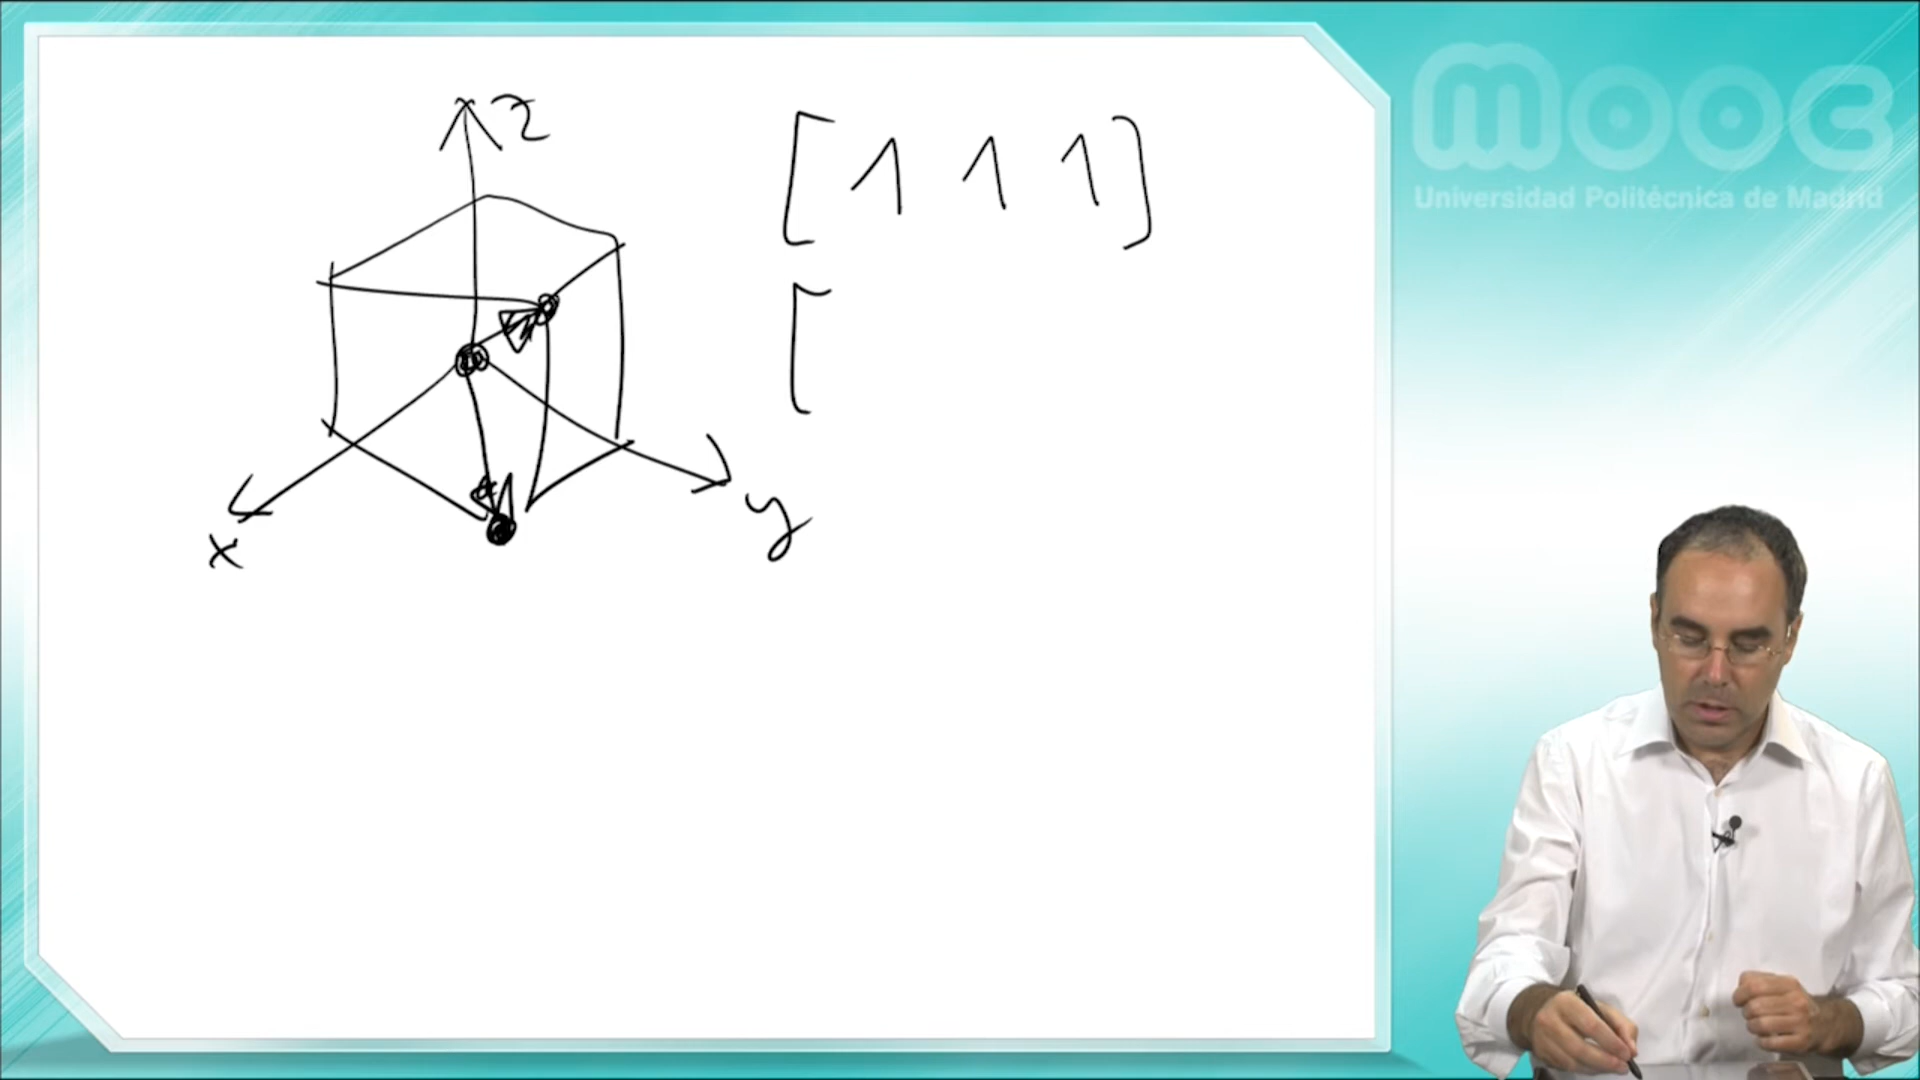 z
[ 1 1 1 ]
[
x
y
mooc
Universidad Politécnica de Madrid